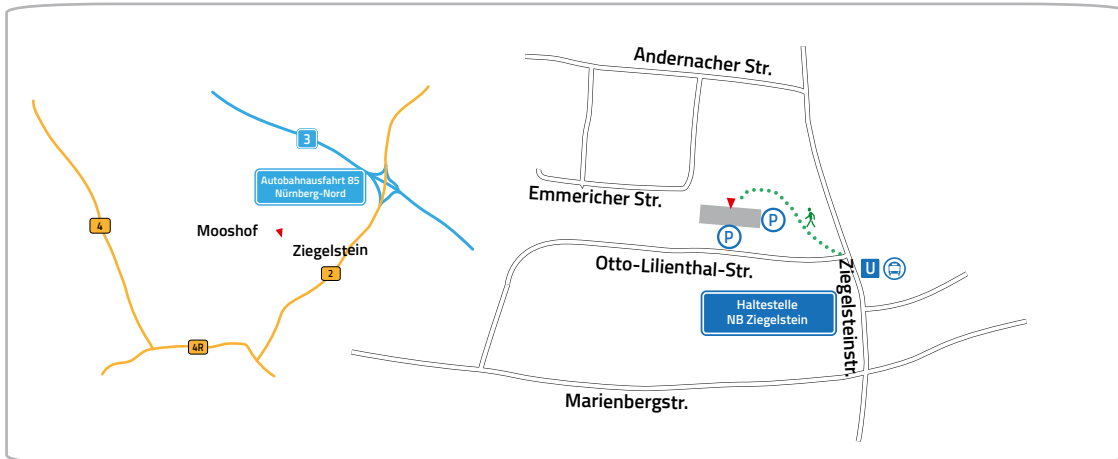 3
Autobahnausfahrt 85
Nürnberg-Nord
4
Mooshof
Ziegelstein
2
4R
Andernacher Str.
Emmericher Str.
P
P
Otto-Lilienthal-Str.
U
Ziegelsteinstr.
Haltestelle
NB Ziegelstein
Marienbergstr.